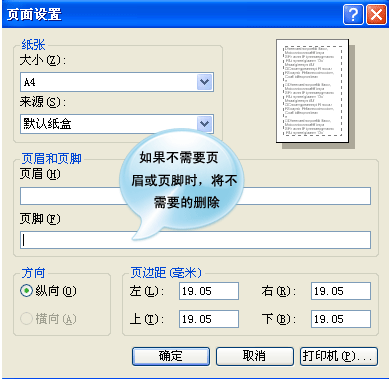 页面设置
纸张
大小(Z):
A4
来源(S):
默认纸盒
页眉和页脚
页眉(H)
如果不需要页
眉或页脚时，将不
需要的删除
页脚(F)
方向
纵向(O)
横向(A)
页边距(毫米)
左(L): 19.05 右(R): 19.05
上(T): 19.05 下(B): 19.05
确定 取消 打印机(P)...